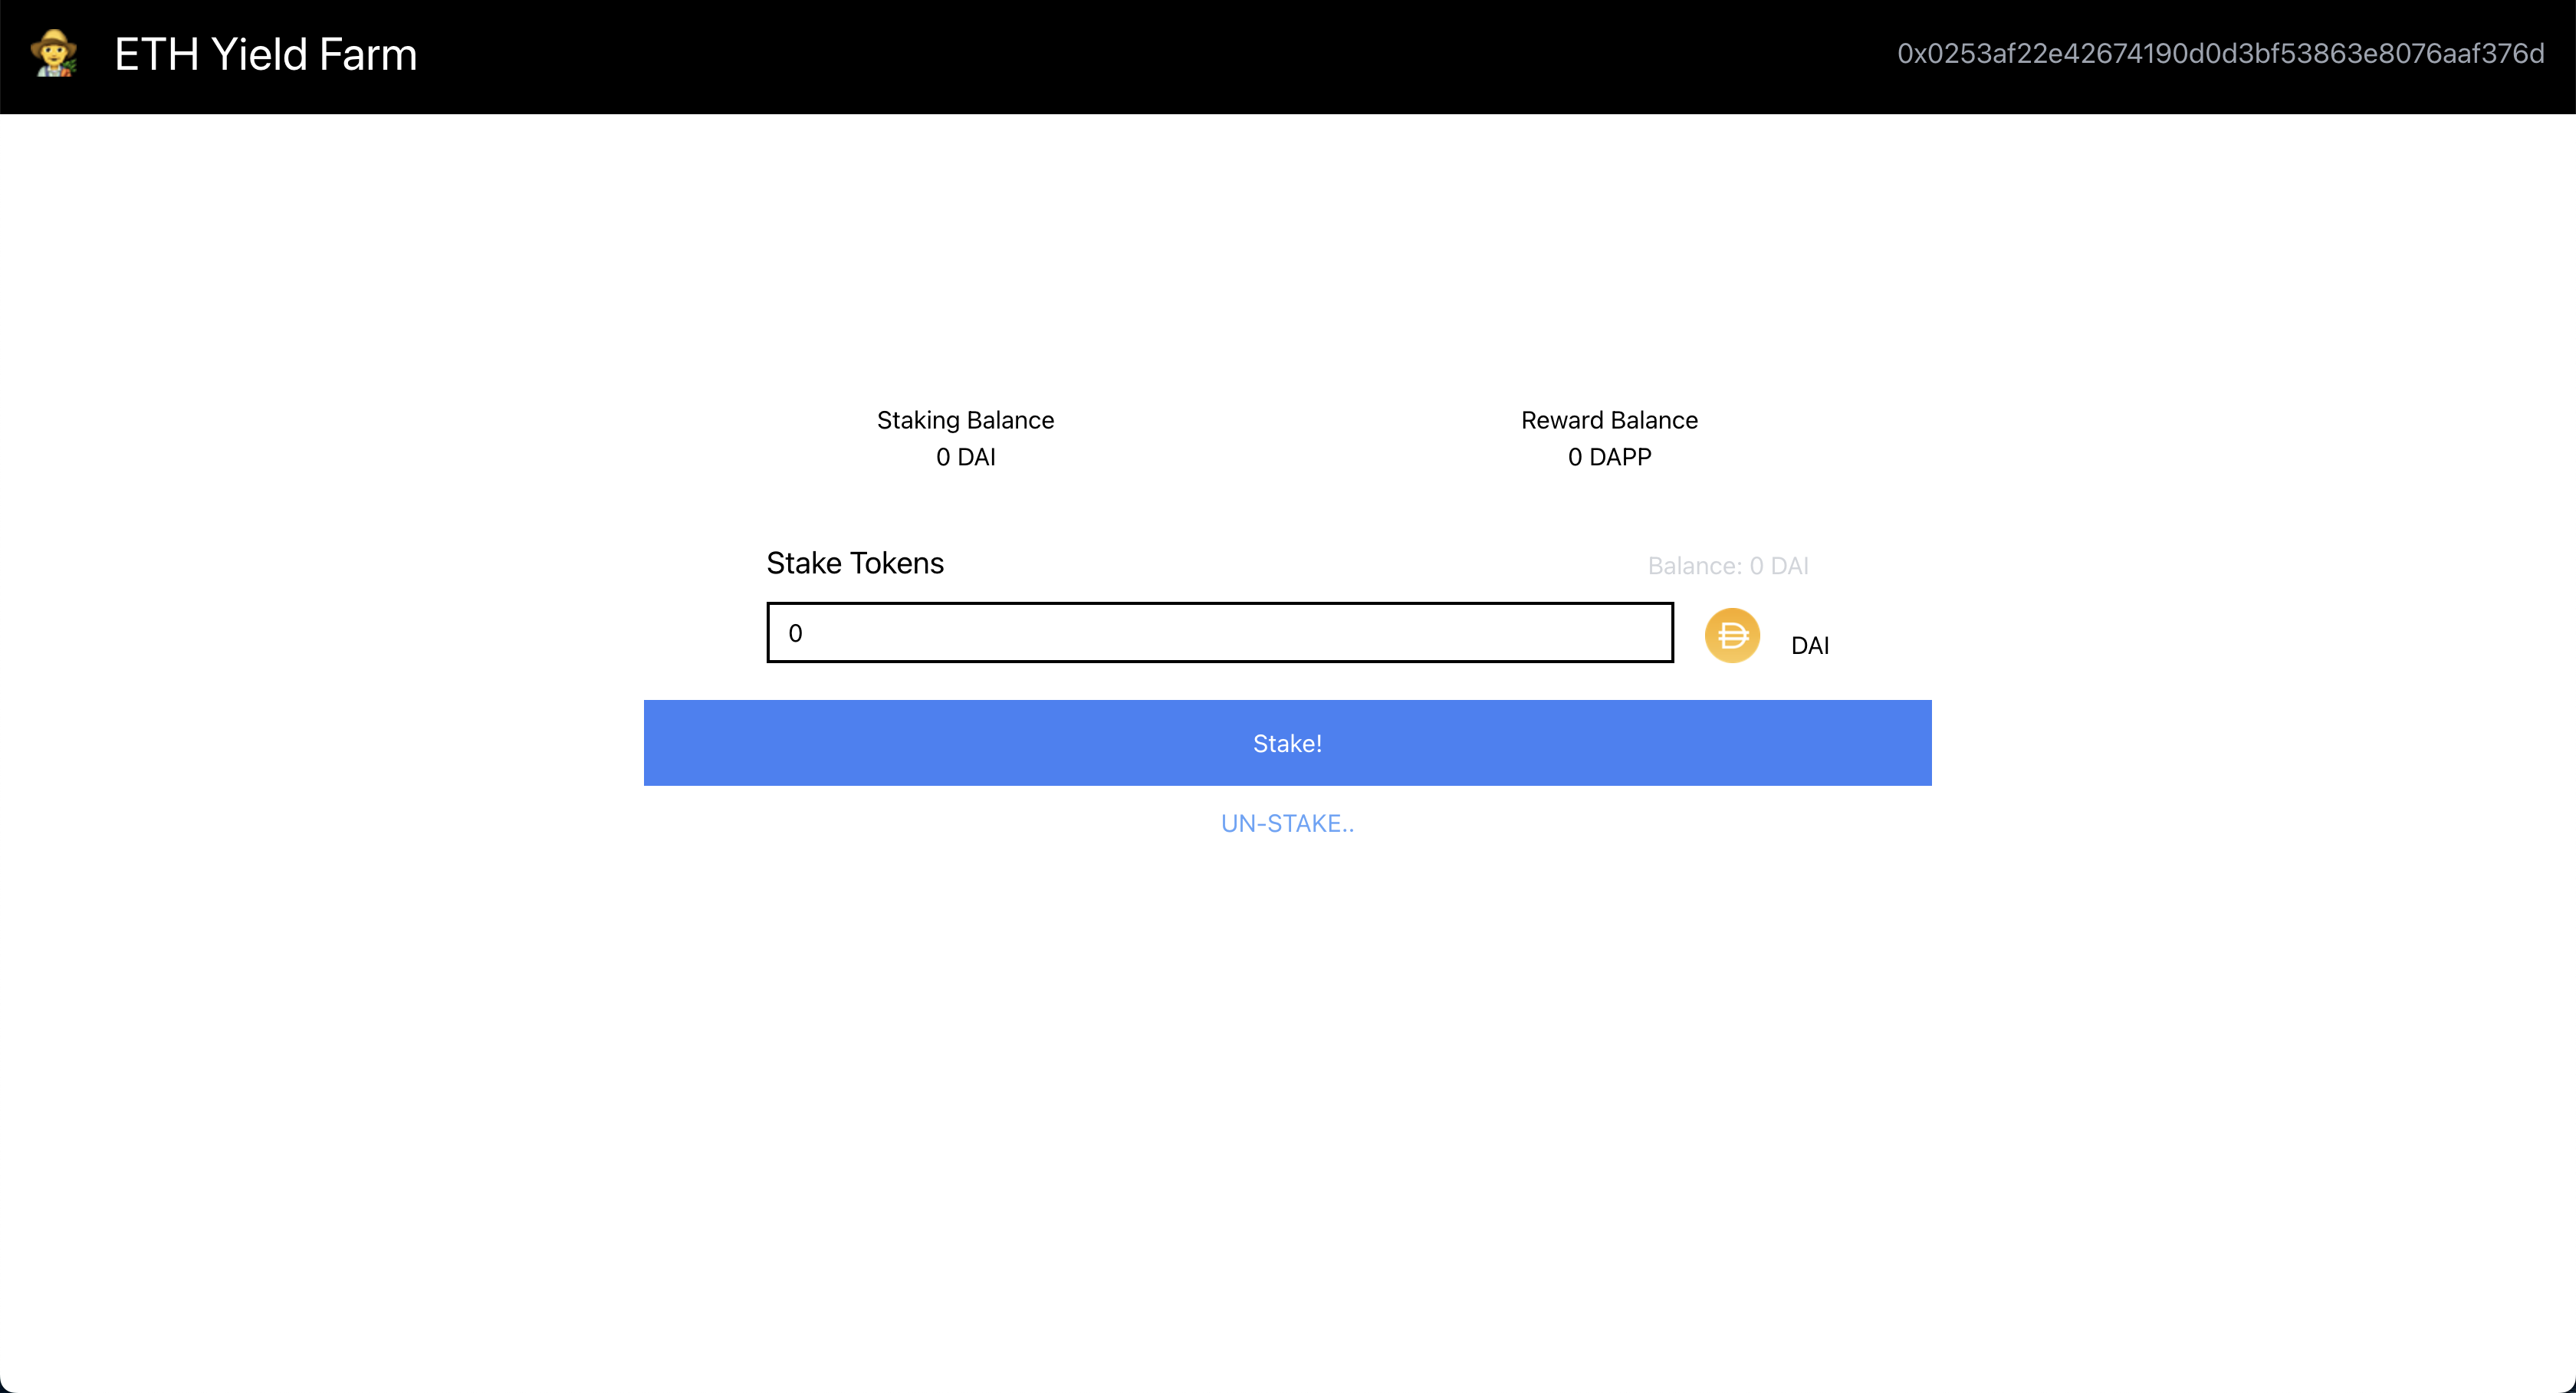 ETH Yield Farm
0x0253af22e42674190d0d3bf53863e8076aaf376d
Staking Balance
0 DAI
Reward Balance
0 DAPP
Stake Tokens
Balance: 0 DAI
0
DAI
Stake!
UN-STAKE..